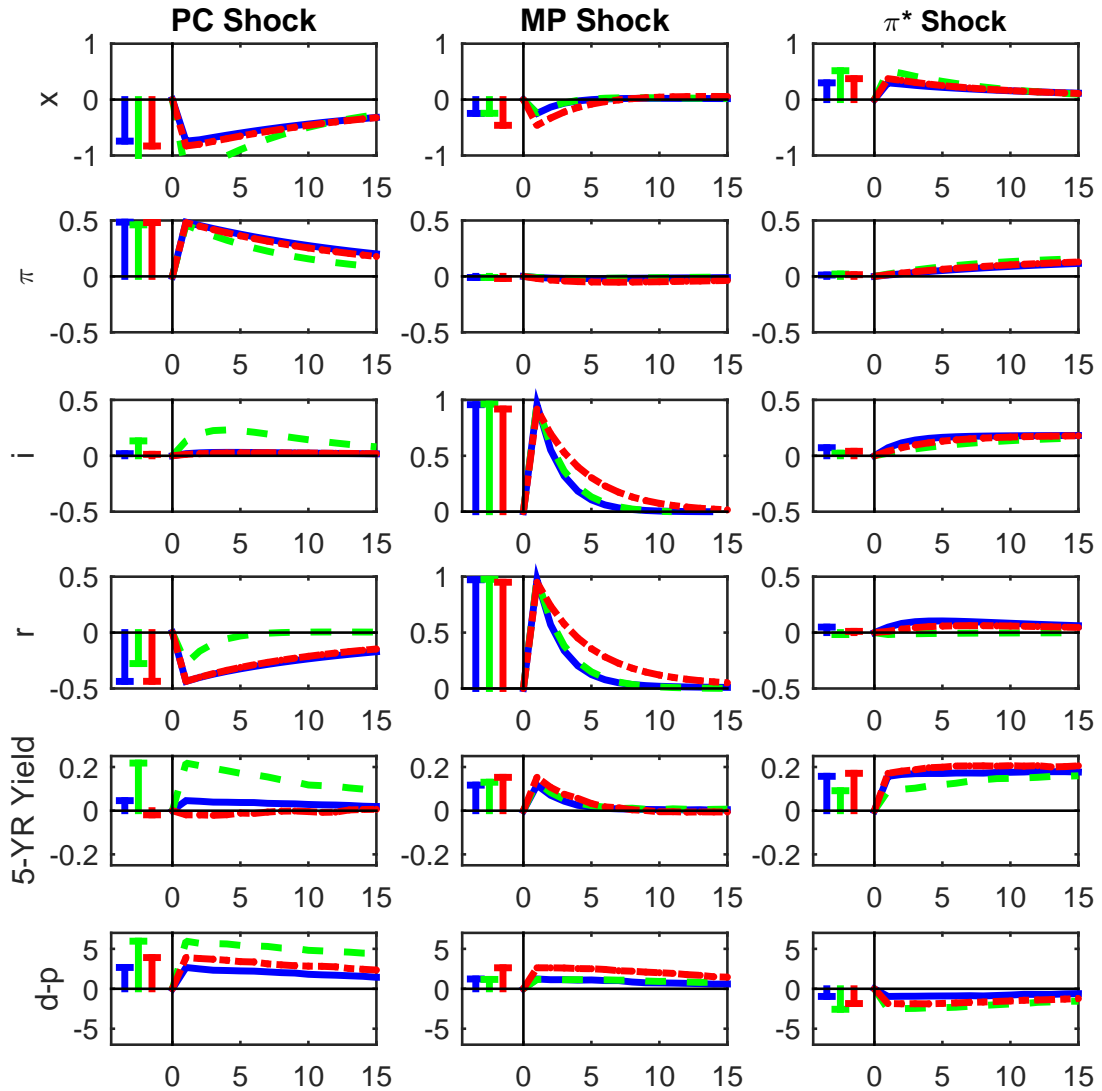 PC Shock MP Shock π* Shock
1 1 1
x 0 0 0
-1 -1 -1
0 5 10 15 0 5 10 15 0 5 10 15
0.5 0.5 0.5
π 0 0 0
-0.5 -0.5 -0.5
0 5 10 15 0 5 10 15 0 5 10 15
0.5 1 0.5
i 0 0.5 0
-0.5 0 -0.5
0 5 10 15 0 5 10 15 0 5 10 15
0.5 1 0.5
r 0 0.5 0
-0.5 0 -0.5
0 5 10 15 0 5 10 15 0 5 10 15
5-YR Yield
0.2 0.2 0.2
0 0 0
-0.2 -0.2 -0.2
0 5 10 15 0 5 10 15 0 5 10 15
5 5 5
d-p 0 0 0
-5 -5 -5
0 5 10 15 0 5 10 15 0 5 10 15